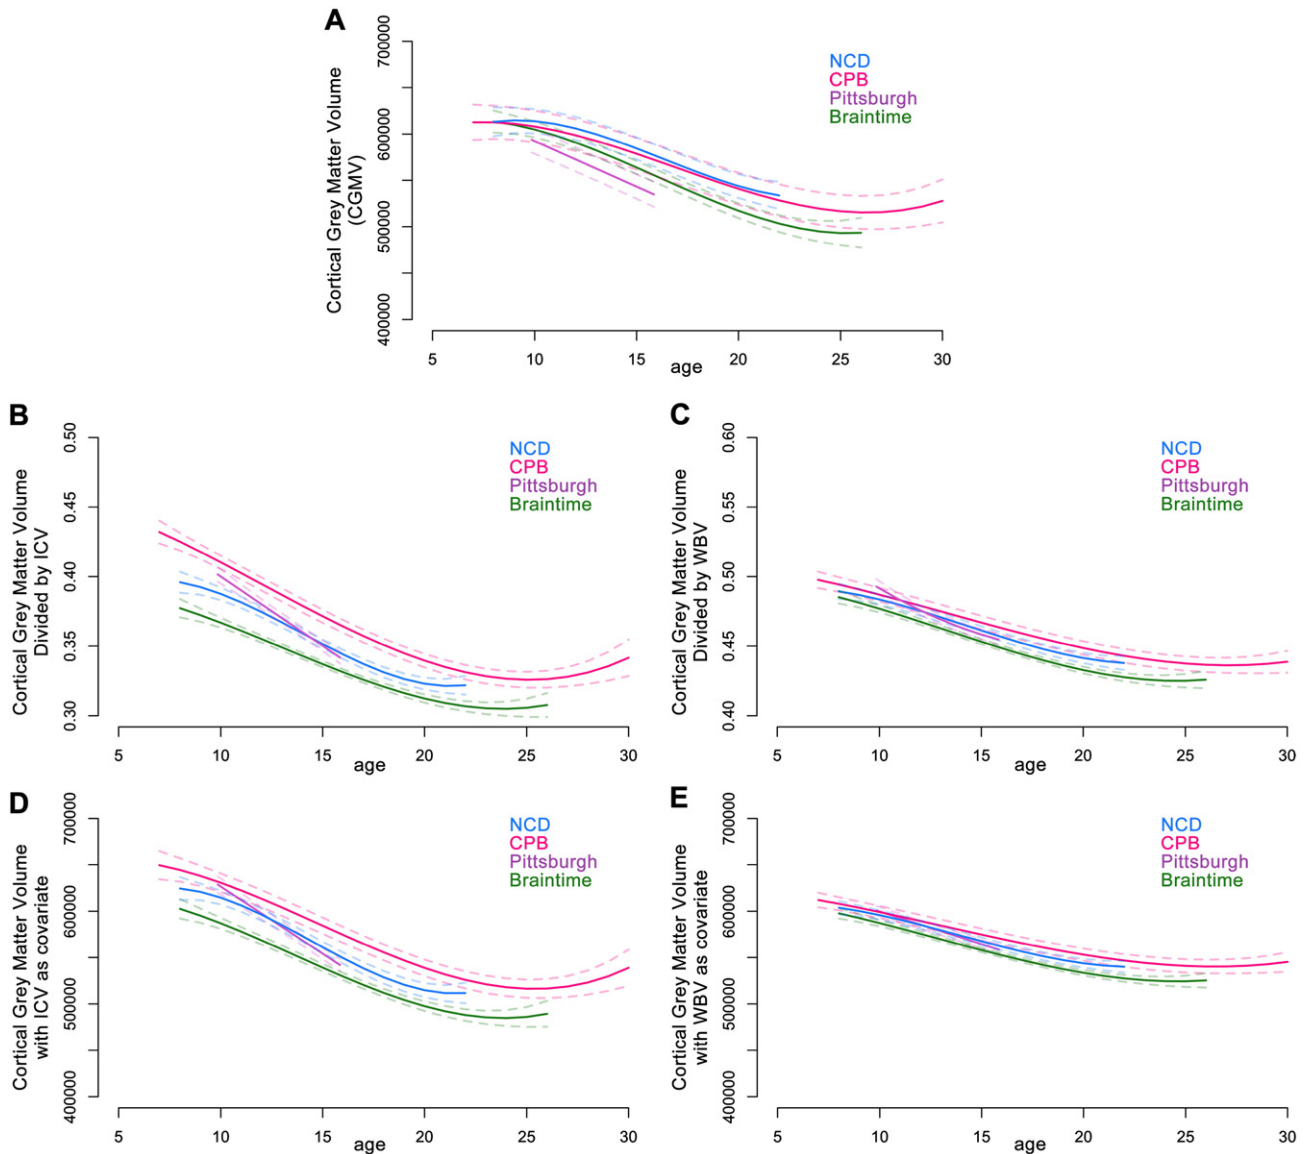 A
Cortical Grey Matter Volume
(CGMV)
700000
600000
500000
400000
NCD
CPB
Pittsburgh
Braintime
5 10 15 20 25 30
age
B
Cortical Grey Matter Volume
Divided by ICV
0.50
0.45
0.40
0.35
0.30
NCD
CPB
Pittsburgh
Braintime
5 10 15 20 25 30
age
C
Cortical Grey Matter Volume
Divided by WBV
0.60
0.55
0.50
0.45
0.40
NCD
CPB
Pittsburgh
Braintime
5 10 15 20 25 30
age
D
Cortical Grey Matter Volume
with ICV as covariate
700000
600000
500000
400000
NCD
CPB
Pittsburgh
Braintime
5 10 15 20 25 30
age
E
Cortical Grey Matter Volume
with WBV as covariate
700000
600000
500000
400000
NCD
CPB
Pittsburgh
Braintime
5 10 15 20 25 30
age